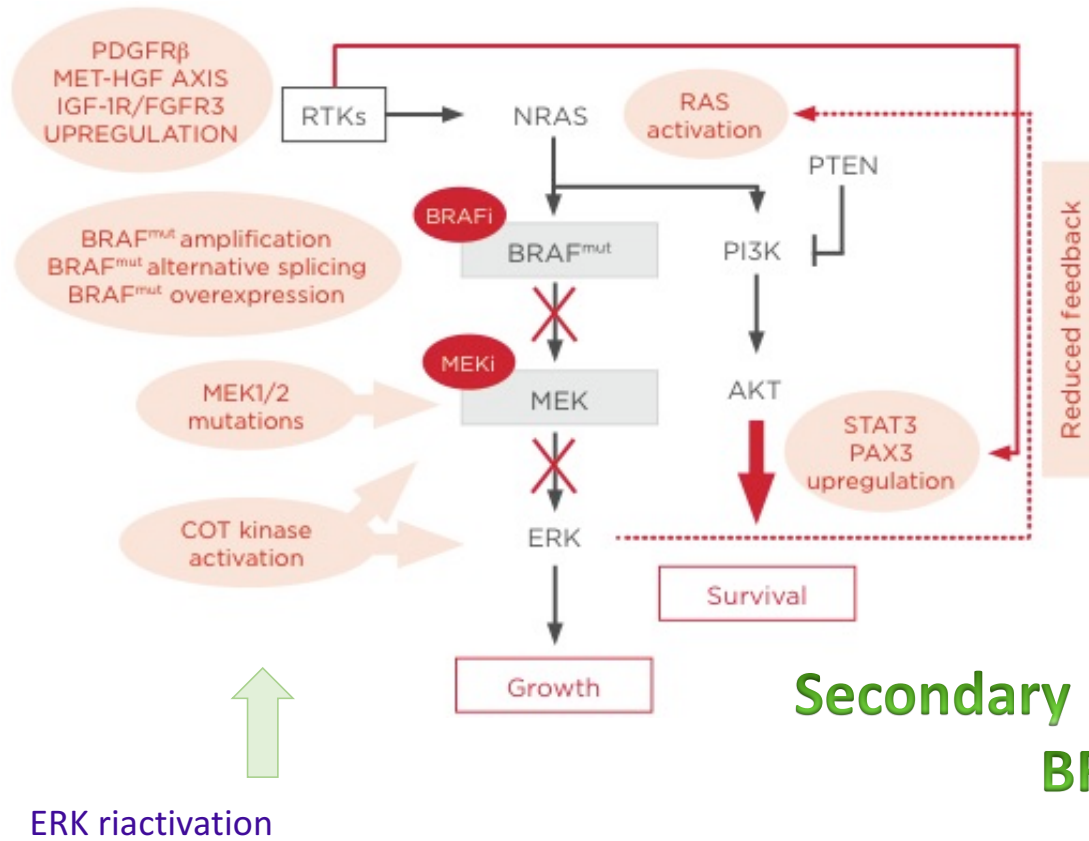 PDGFRβ
MET-HGF AXIS
IGF-1R/FGFR3
UPREGULATION
RTKs
NRAS
RAS
activation
PTEN
BRAFi
BRAFmut
PI3K
BRAFmut amplification
BRAFmut alternative splicing
BRAFmut overexpression
Reduced feedback
MEKi
MEK
AKT
MEK1/2
mutations
STAT3
PAX3
upregulation
COT kinase
activation
ERK
Survival
Growth
Secondary
ERK riactivation